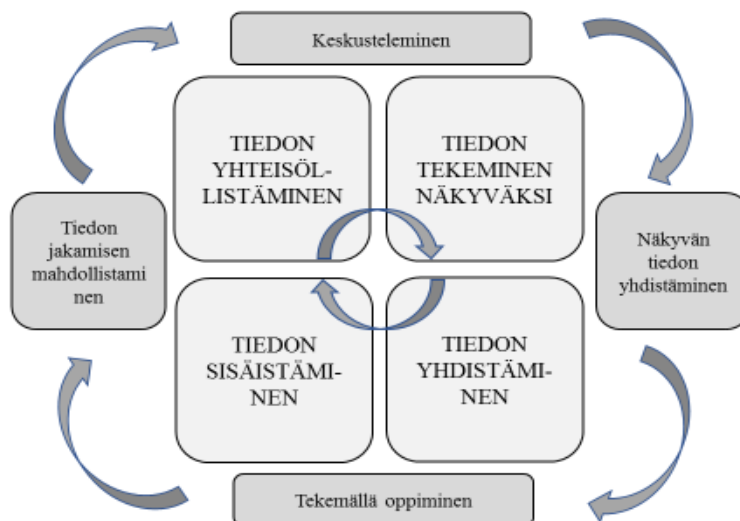 Keskusteleminen
TIEDON
YHTEISÖL-
LISTÄMINEN
TIEDON
TEKEMINEN
NÄKYVÄKSI
Tiedon
jakamisen
mahdollistami
nen
Näkyvän
tiedon
yhdistäminen
TIEDON
SISÄISTÄMI-
NEN
TIEDON
YHDISTÄMI-
NEN
Tekemällä oppiminen